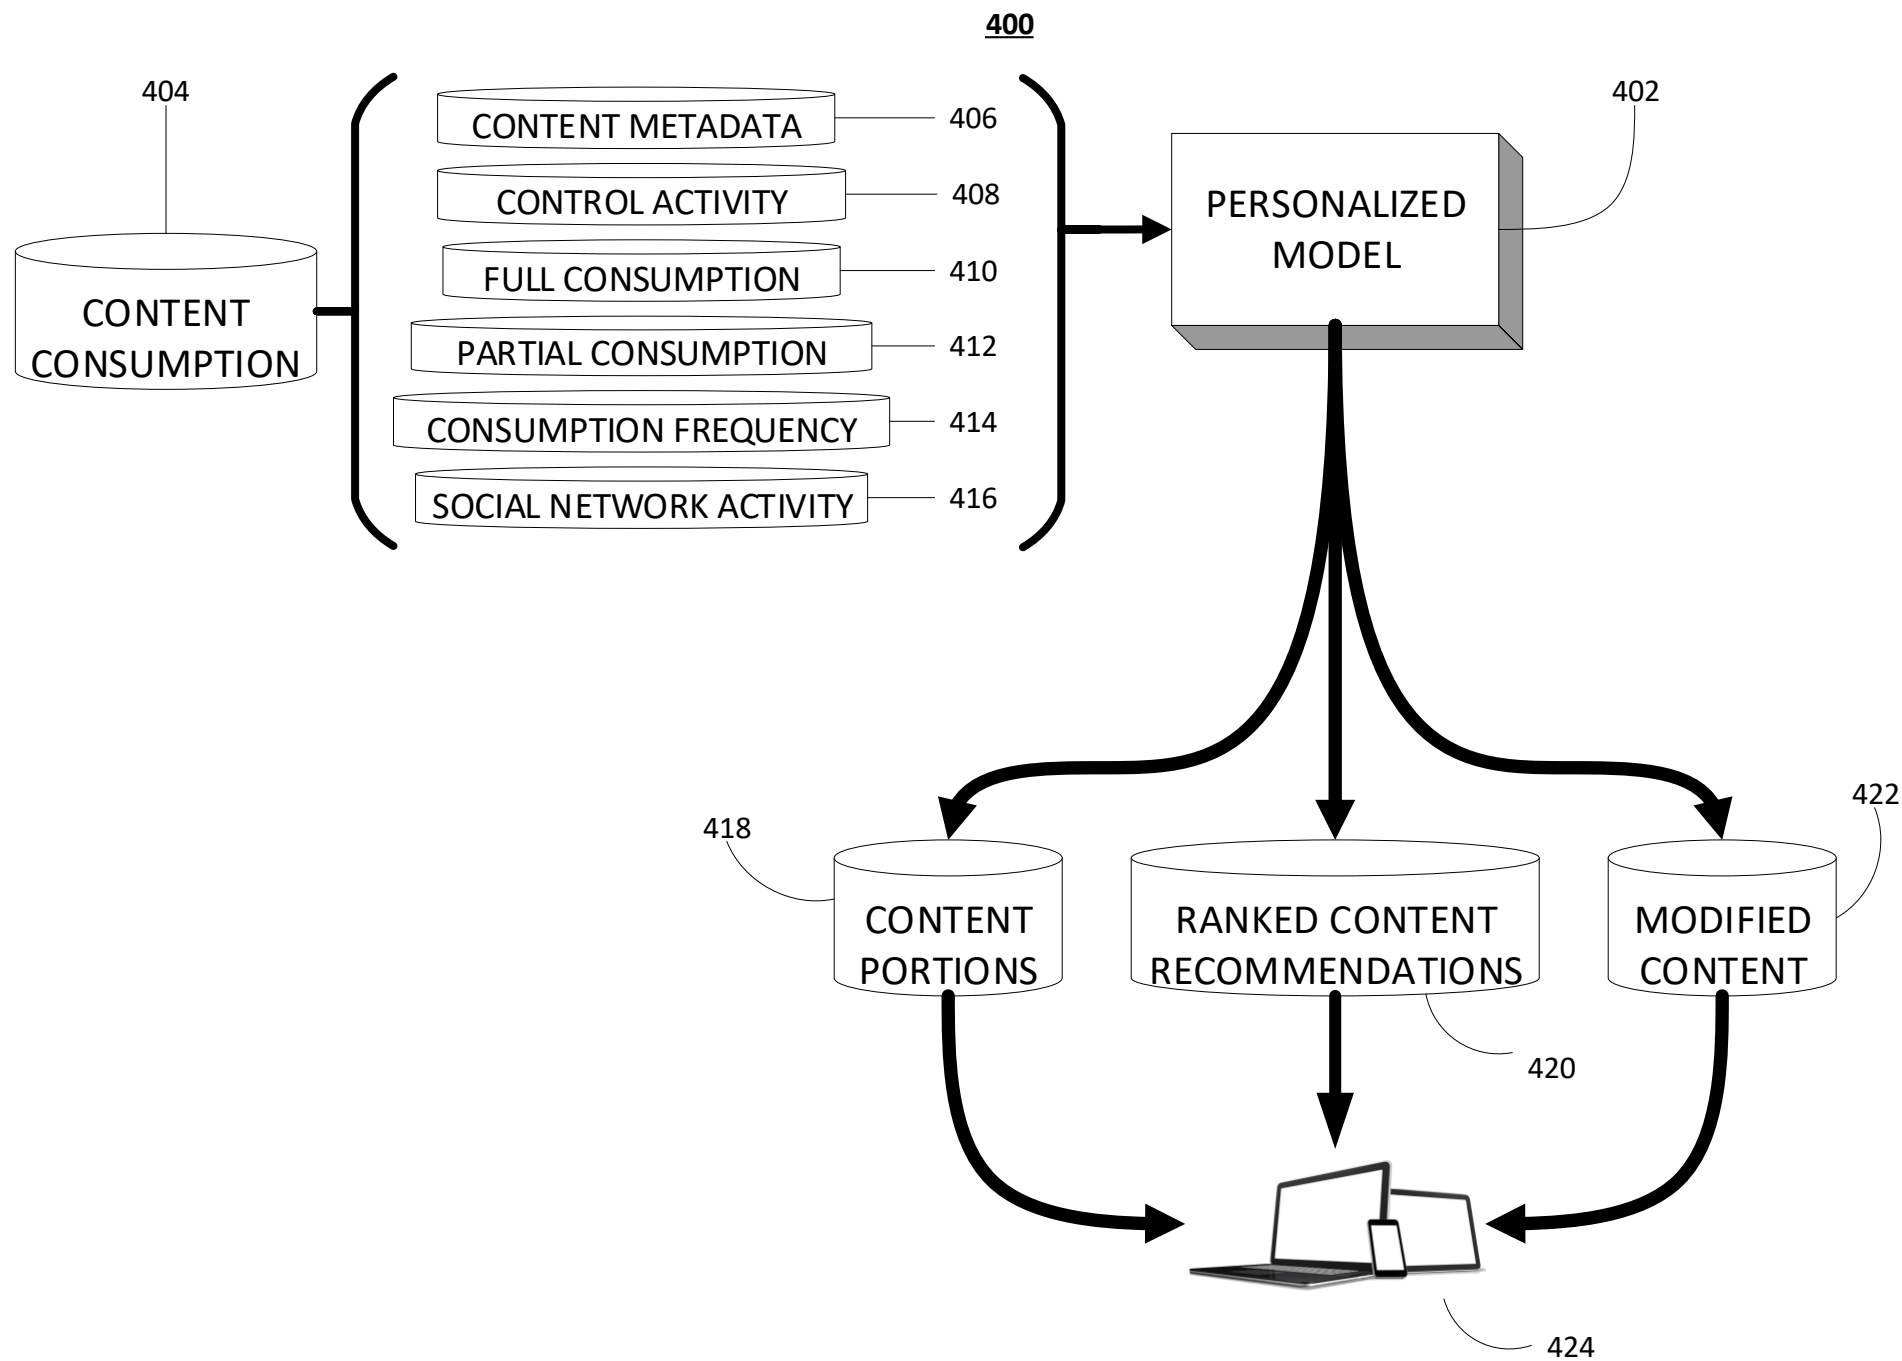 400
404
402
CONTENT METADATA
406
CONTROL ACTIVITY
408
FULL CONSUMPTION
410
PARTIAL CONSUMPTION
412
CONSUMPTION FREQUENCY
414
SOCIAL NETWORK ACTIVITY
416
CONTENT
CONSUMPTION
PERSONALIZED
MODEL
418
422
CONTENT
PORTIONS
RANKED CONTENT
RECOMMENDATIONS
MODIFIED
CONTENT
420
424